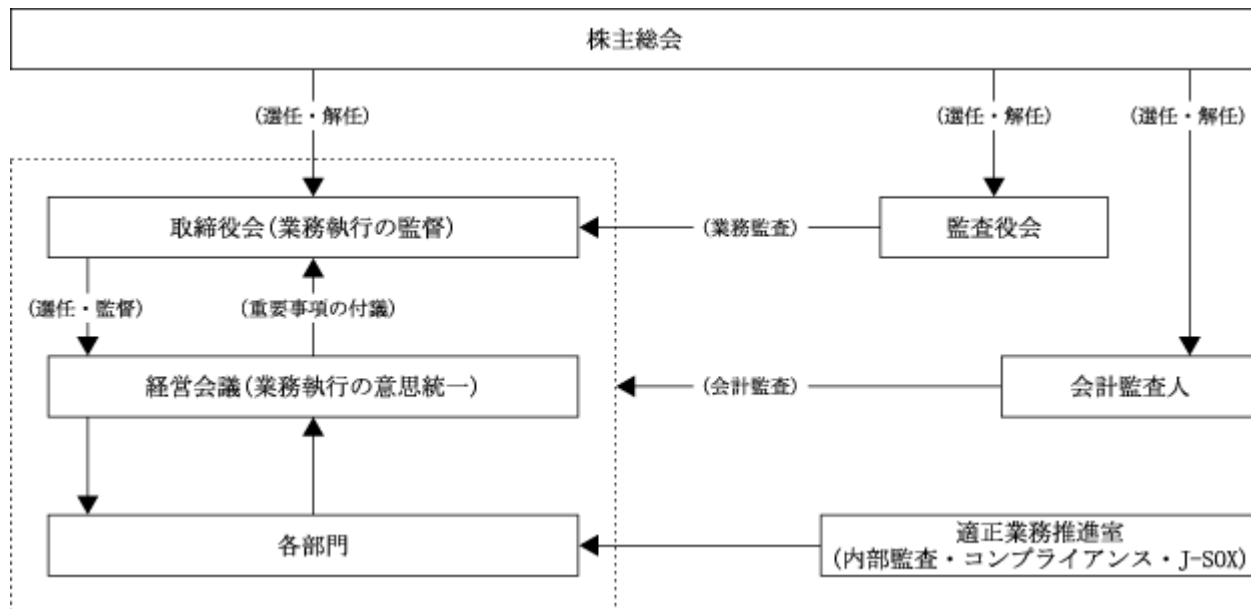 株主総会
(選任・解任)
(選任・解任)
(選任・解任)
取締役会(業務執行の監督)
(業務監査)
監査役会
(選任・監督)
(重要事項の付議)
経営会議(業務執行の意思統一)
(会計監査)
会計監査人
各部門
適正業務推進室
(内部監査・コンプライアンス・J-SOX)